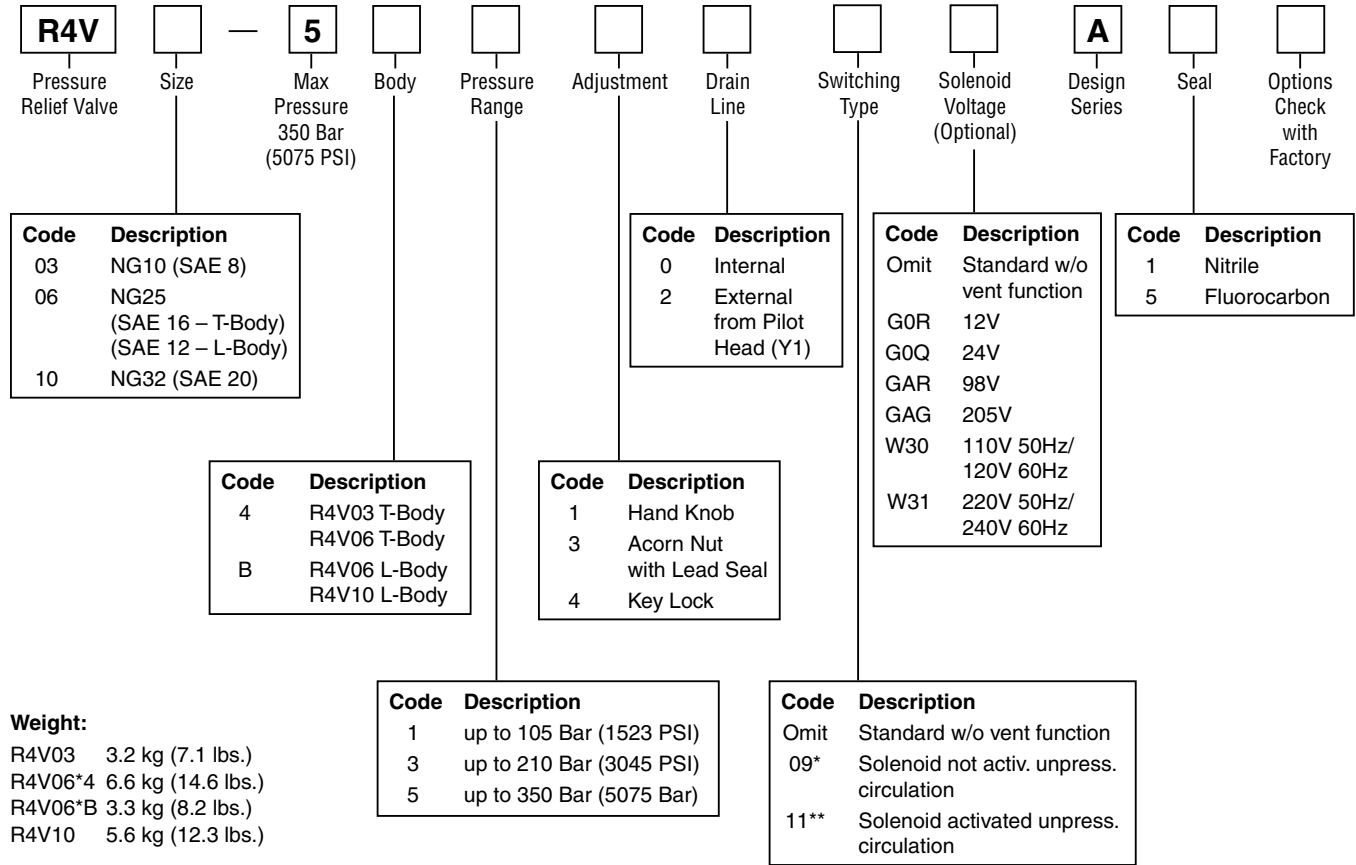 R4V
—
5
A
Pressure
Relief Valve
Size
Max
Pressure
350 Bar
(5075 PSI)
Body
Pressure
Range
Adjustment
Drain
Line
Switching
Type
Solenoid
Voltage
(Optional)
Design
Series
Seal
Options
Check
with
Factory
Code Description
03 NG10 (SAE 8)
06 NG25
(SAE 16 – T-Body)
(SAE 12 – L-Body)
10 NG32 (SAE 20)
Code Description
0 Internal
2 External
from Pilot
Head (Y1)
Code Description
Omit Standard w/o
vent function
G0R 12V
G0Q 24V
GAR 98V
GAG 205V
W30 110V 50Hz/
120V 60Hz
W31 220V 50Hz/
240V 60Hz
Code Description
1 Nitrile
5 Fluorocarbon
Code Description
4 R4V03 T-Body
R4V06 T-Body
B R4V06 L-Body
R4V10 L-Body
Code Description
1 Hand Knob
3 Acorn Nut
with Lead Seal
4 Key Lock
Code Description
1 up to 105 Bar (1523 PSI)
3 up to 210 Bar (3045 PSI)
5 up to 350 Bar (5075 Bar)
Code Description
Omit Standard w/o vent function
09* Solenoid not activ. unpress.
circulation
11** Solenoid activated unpress.
circulation
Weight:
R4V03 3.2 kg (7.1 lbs.)
R4V06*4 6.6 kg (14.6 lbs.)
R4V06*B 3.3 kg (8.2 lbs.)
R4V10 5.6 kg (12.3 lbs.)